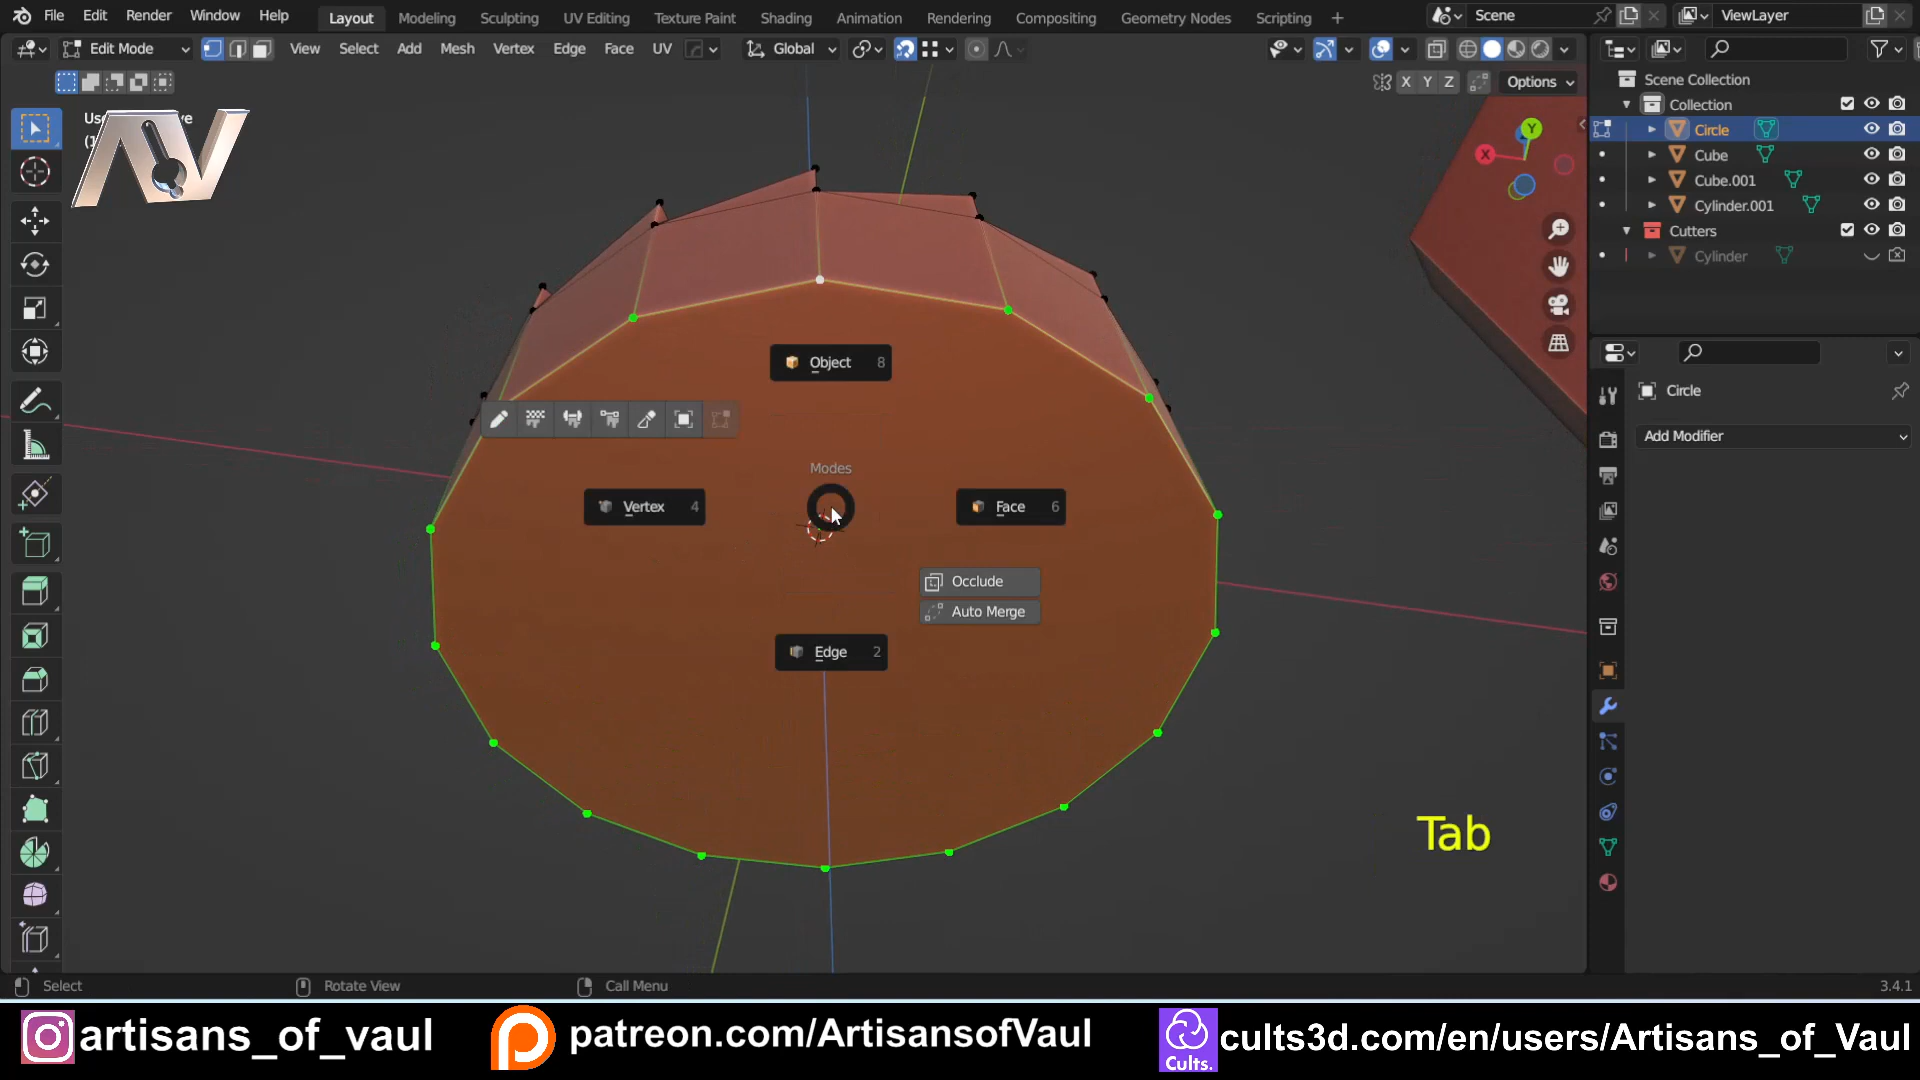 File Edit Render Window Help Layout Modeling Sculpting UV Editing Texture Paint Shading Animation Rendering Compositing Geometry Nodes Scripting + Scene ViewLayer
Edit Mode View Select Add Mesh Vertex Edge Face UV Global
X Y Z Options
Scene Collection
Collection
Circle
Cube
Cube.001
Cylinder.001
Cutters
Cylinder
AV
Y
X
Object 8
Modes
Vertex 4
Face 6
Occlude
Auto Merge
Edge 2
Circle
Add Modifier
Tab
Select Rotate View Call Menu 3.4.1
artisans_of_vaul patreon.com/ArtisansofVaul cults3d.com/en/users/Artisans_of_Vaul
Cults.